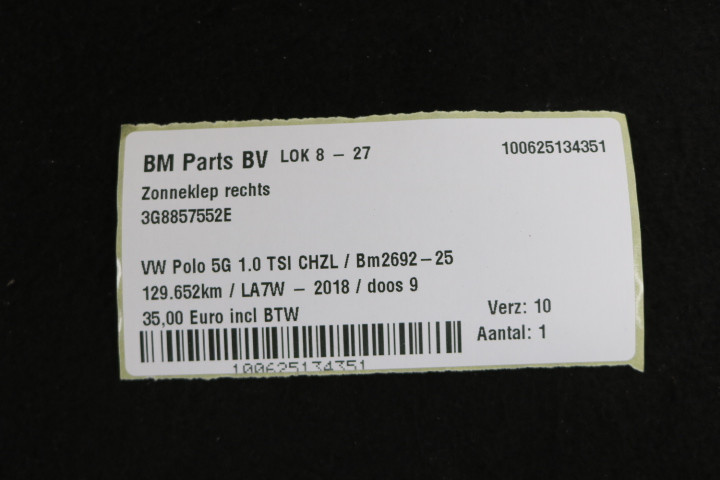 BM Parts BV LOK 8 - 27 100625134351
Zonneklep rechts
3G8857552E
VW Polo 5G 1.0 TSI CHZL / Bm2692-25
129.652km / LA7W - 2018 / doos 9
35,00 Euro incl BTW
Verz: 10
Aantal: 1
100625134351